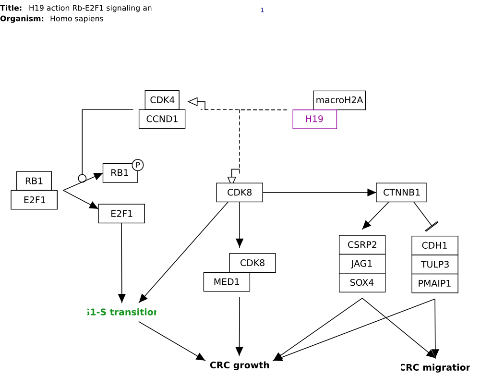 Title: H19 action Rb-E2F1 signaling an
Organism: Homo sapiens
1
CDK4
CCND1
macroH2A
H19
RB1
P
RB1
E2F1
E2F1
CDK8
CTNNB1
CSRP2
JAG1
SOX4
CDH1
TULP3
PMAIP1
CDK8
MED1
G1-S transition
CRC growth
CRC migration